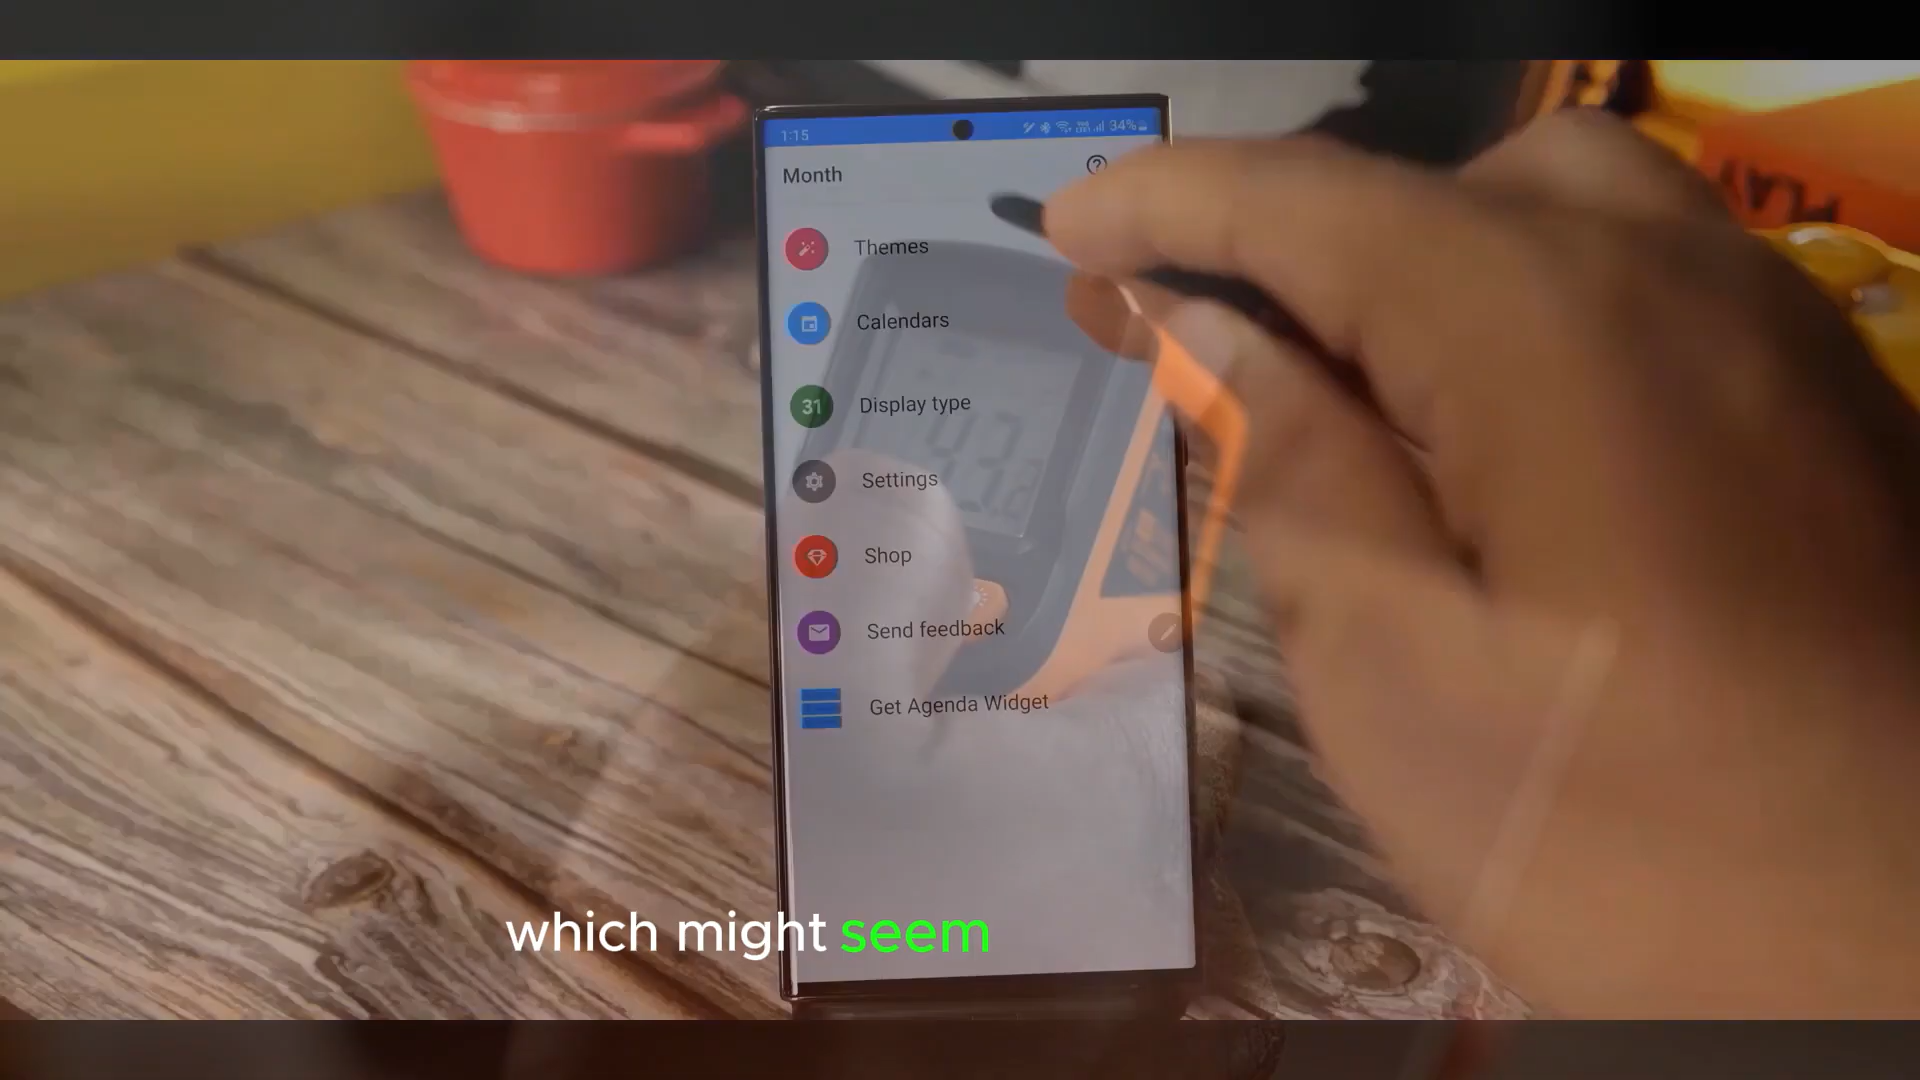 1:15
34%
Month
?
Themes
Calendars
31
Display type
Settings
Shop
Send feedback
Get Agenda Widget
which might seem